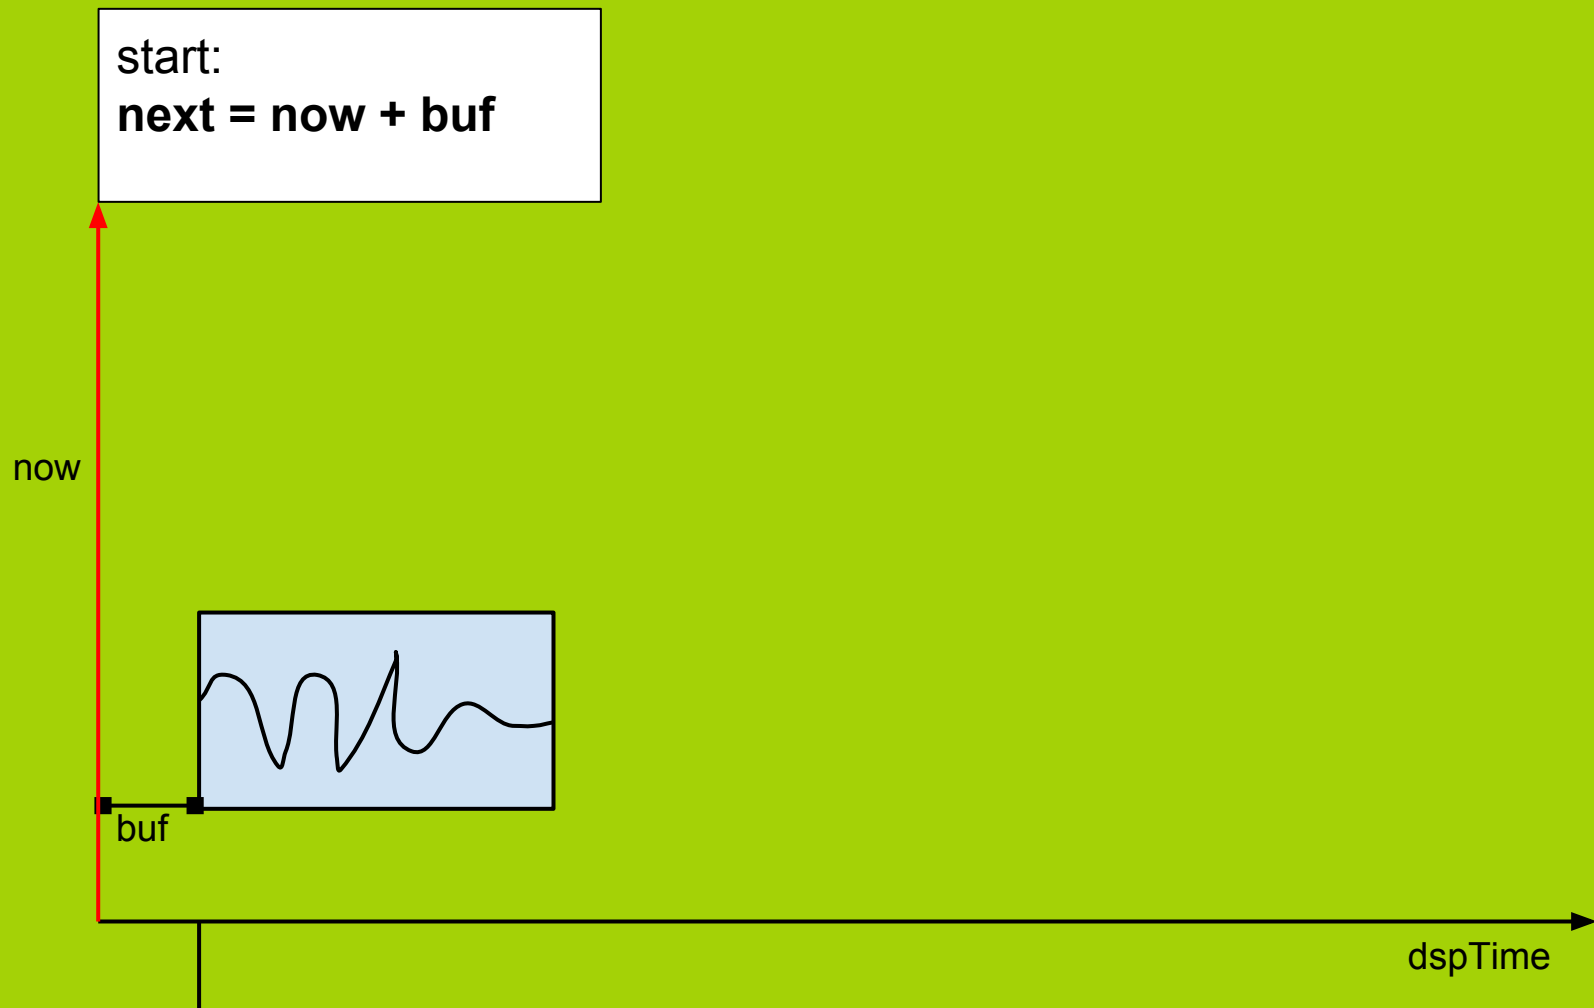 start:
next = now + buf
now
buf
dspTime